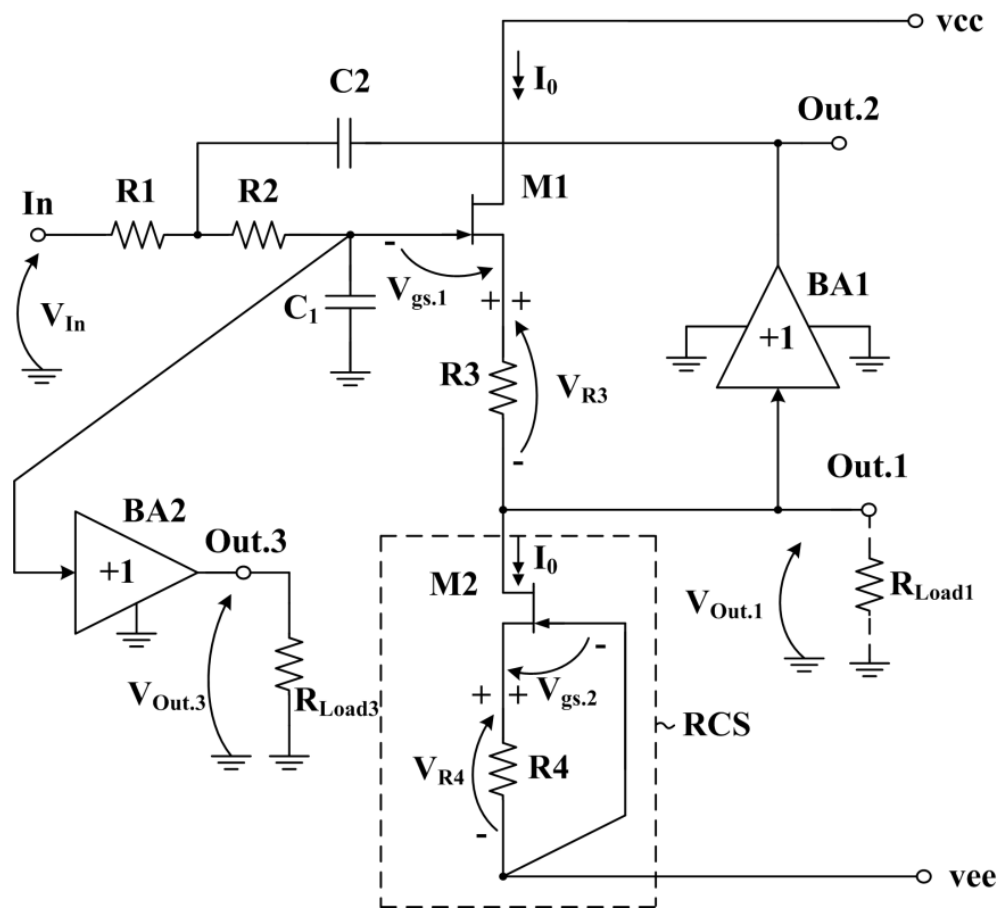 vcc
C2
I0
Out.2
R1
R2
M1
In
BA1
-
Vgs.1
C1
VIn
+ +
+1
R3
VR3
-
Out.1
BA2
Out.3
I0
+1
M2
VOut.1
RLoad1
-
Vgs.2
VOut.3
RLoad3
+ +
RCS
VR4
R4
-
vee